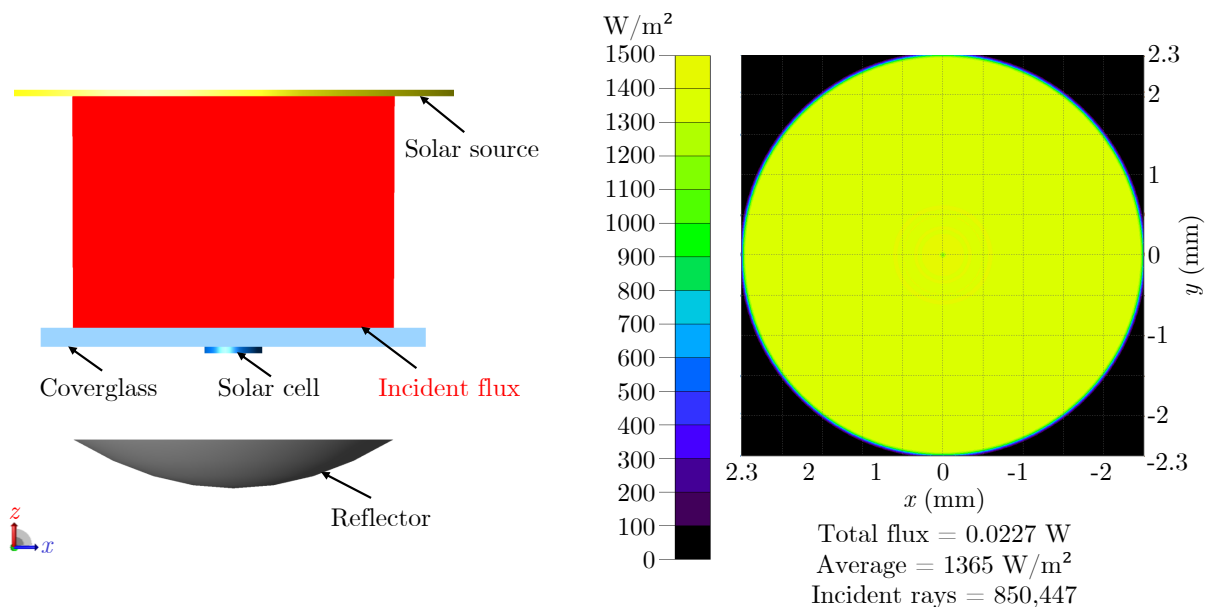 Solar source
Coverglass
Solar cell
Incident flux
Reflector
z
x
W/m²
1500
1400
1300
1200
1100
1000
900
800
700
600
500
400
300
200
100
0
2.3
2
1
0
-1
-2
-2.3
y (mm)
2.3 2 1 0 -1 -2
x (mm)
Total flux = 0.0227 W
Average = 1365 W/m²
Incident rays = 850,447